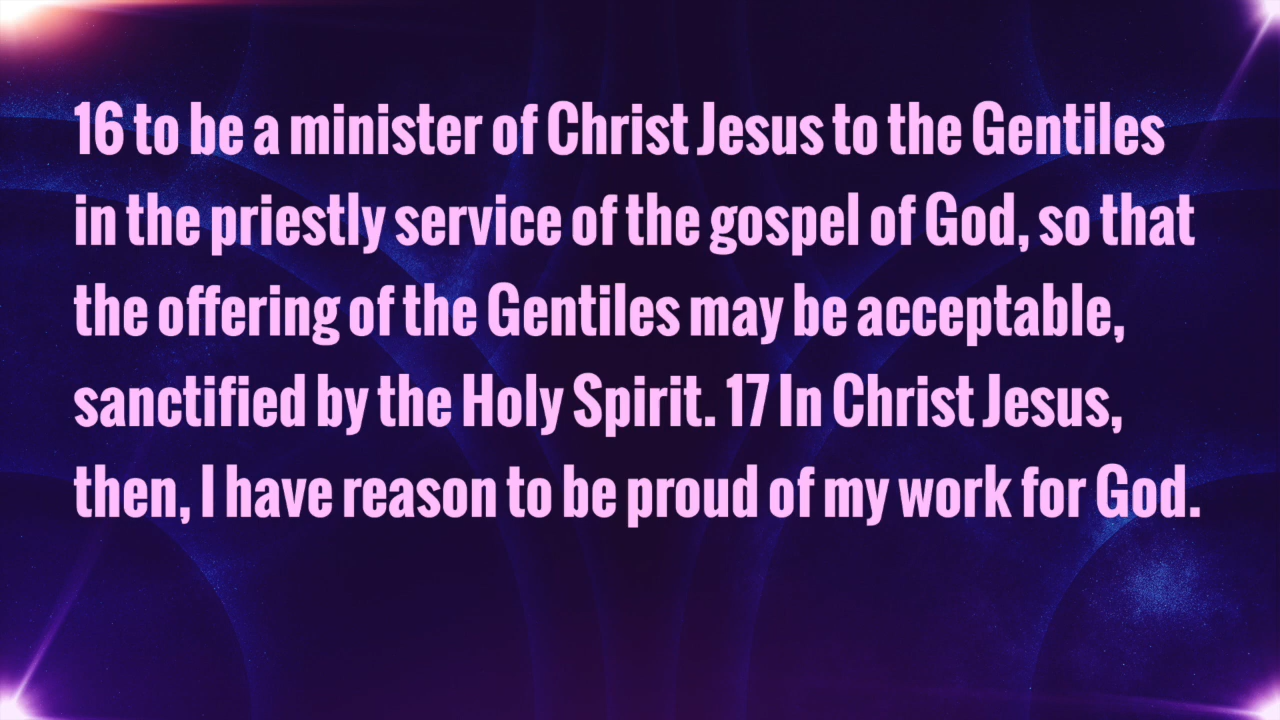 16 to be a minister of Christ Jesus to the Gentiles
in the priestly service of the gospel of God, so that
the offering of the Gentiles may be acceptable,
sanctified by the Holy Spirit. 17 In Christ Jesus,
then, I have reason to be proud of my work for God.